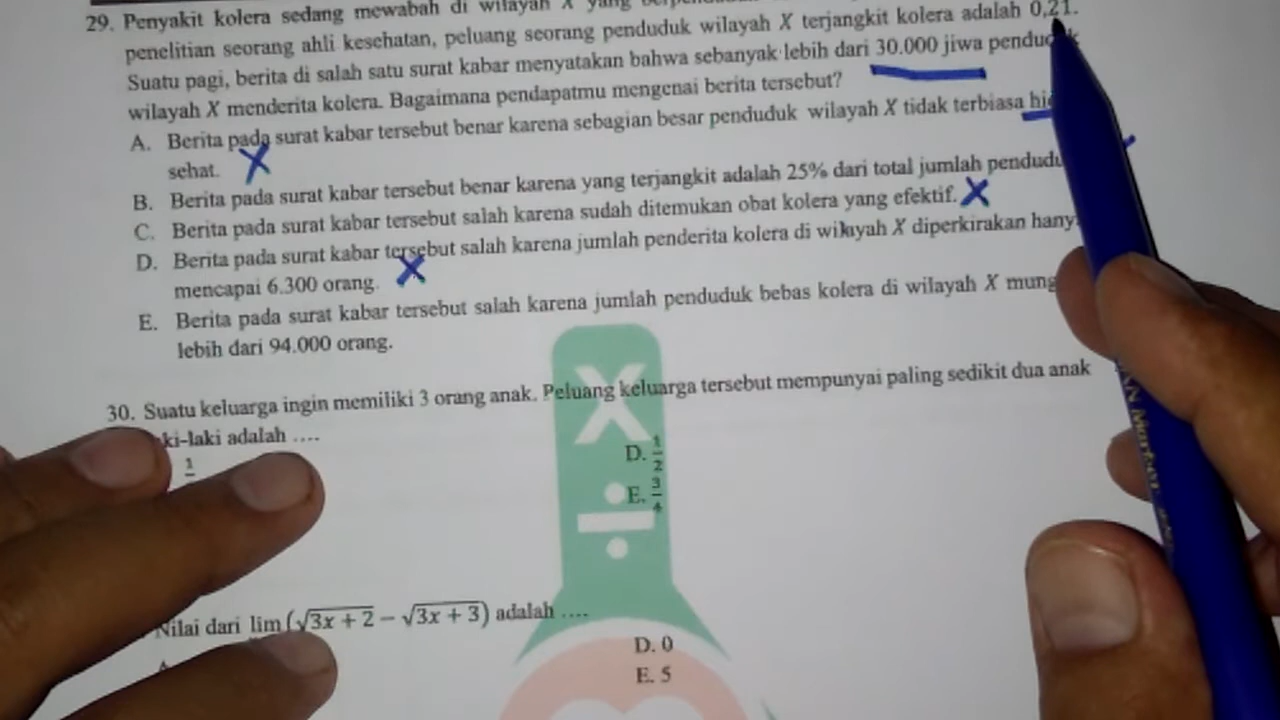 29. Penyakit kolera sedang mewabah di wilayah X yang
penelitian seorang ahli kesehatan, peluang seorang penduduk wilayah X terjangkit kolera adalah 0,21.
Suatu pagi, berita di salah satu surat kabar menyatakan bahwa sebanyak lebih dari 30.000 jiwa
wilayah X menderita kolera. Bagaimana pendapatmu mengenai berita tersebut?
A. Berita pada surat kabar tersebut benar karena sebagian besar penduduk wilayah X tidak terbiasa
sehat.
B. Berita pada surat kabar tersebut benar karena yang terjangkit adalah 25% dari total jumlah
C. Berita pada surat kabar tersebut salah karena sudah ditemukan obat kolera yang efektif.
D. Berita pada surat kabar tersebut salah karena jumlah penderita kolera di wilayah X diperkirakan
mencapai 6.300 orang.
E. Berita pada surat kabar tersebut salah karena jumlah penduduk bebas kolera di wilayah X
lebih dari 94.000 orang.
30. Suatu keluarga ingin memiliki 3 orang anak. Peluang keluarga tersebut mempunyai paling sedikit dua anak
ki-laki adalah ....
D. 1/2
E. 3/4
Nilai dari lim (√3x + 2 − √3x + 3) adalah ....
D. 0
E. 5